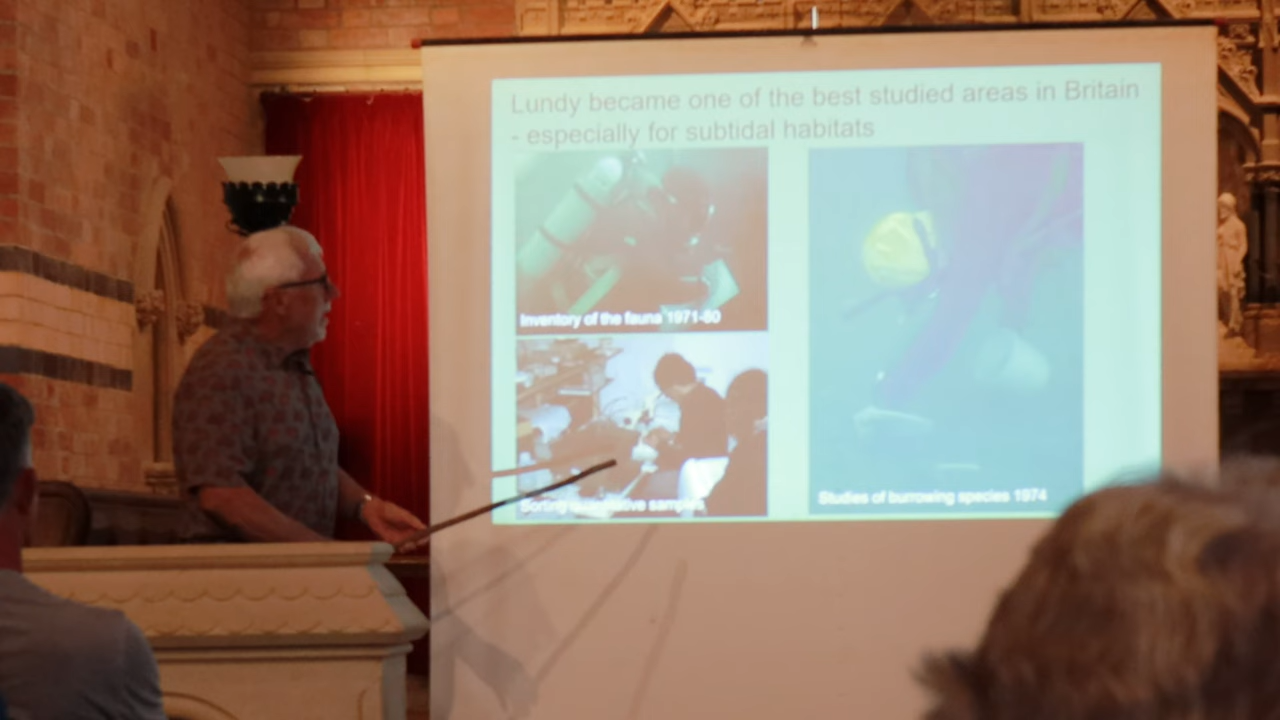 Lundy became one of the best studied areas in Britain
- especially for subtidal habitats
Inventory of the fauna 1971-80
Sorting samples
Studies of burrowing species 1974